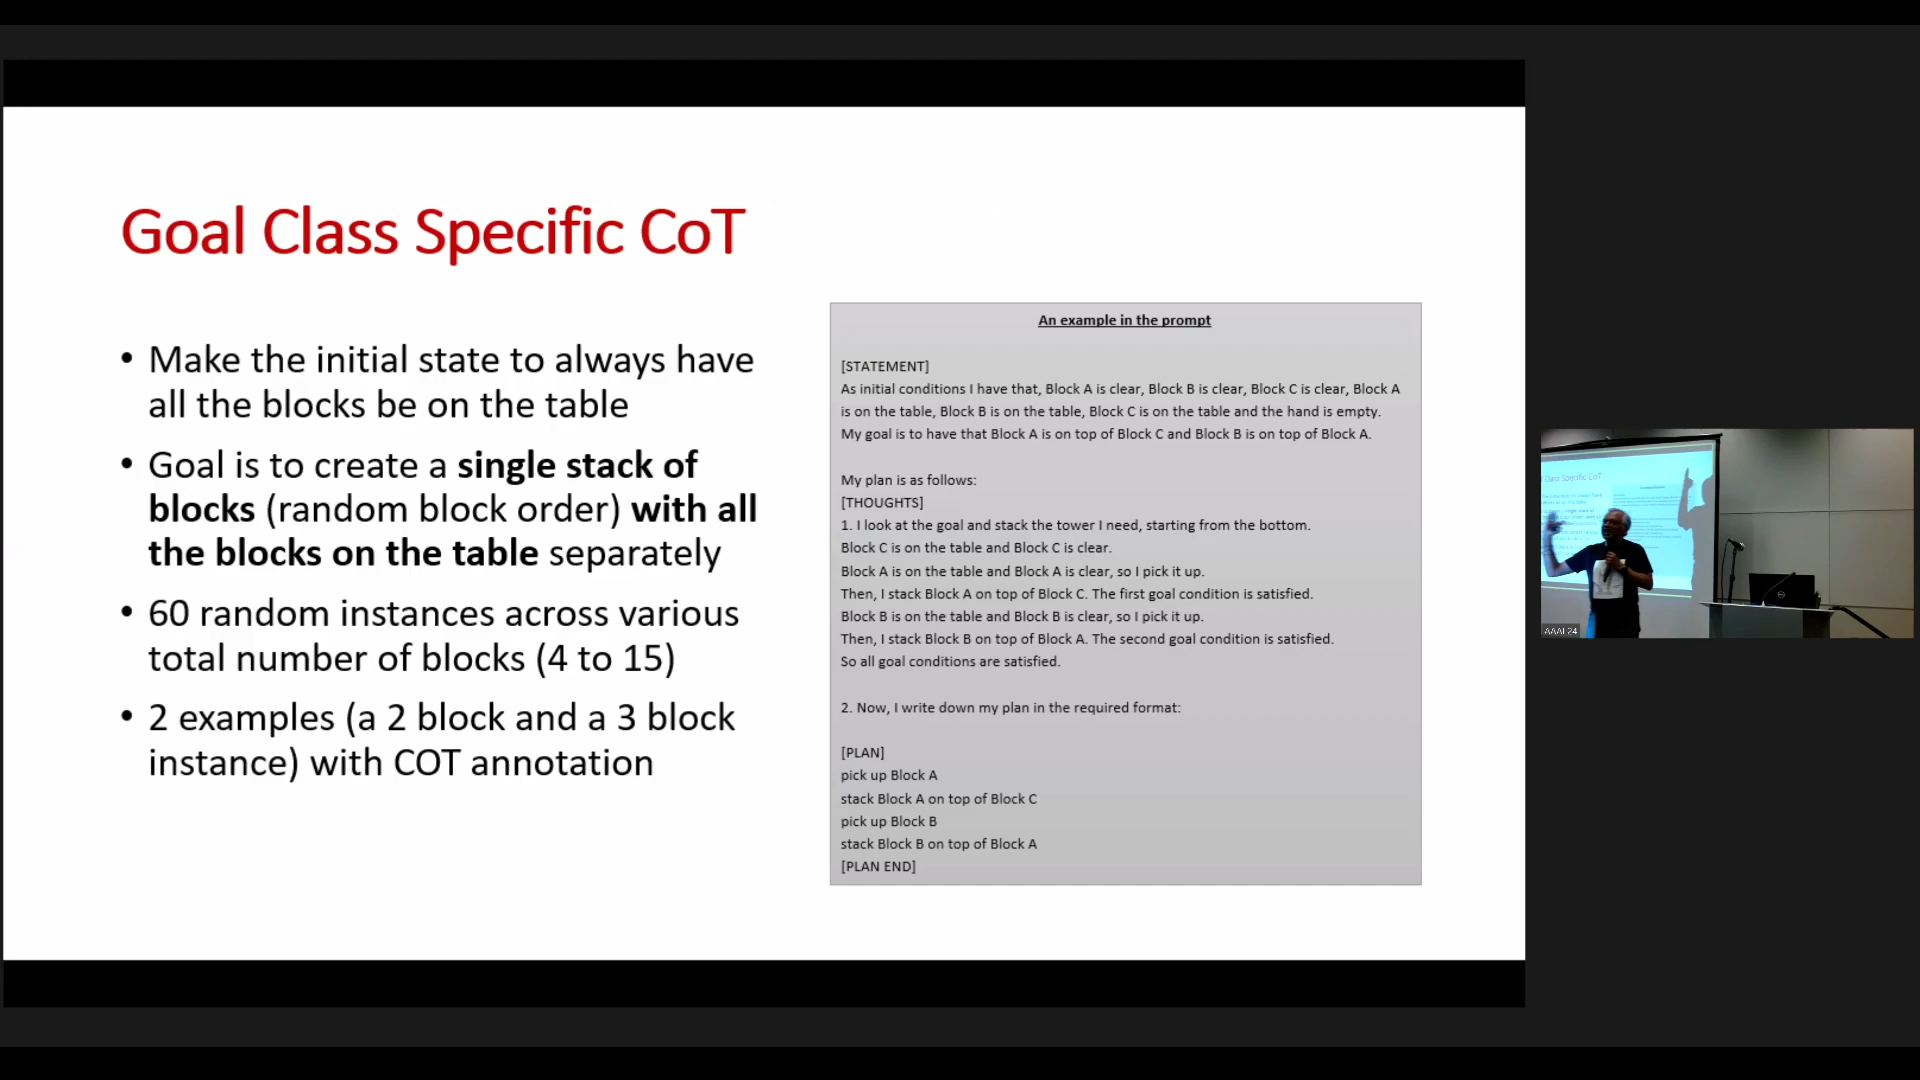 Goal Class Specific CoT
• Make the initial state to always have
all the blocks be on the table
• Goal is to create a single stack of
blocks (random block order) with all
the blocks on the table separately
• 60 random instances across various
total number of blocks (4 to 15)
• 2 examples (a 2 block and a 3 block
instance) with COT annotation
An example in the prompt
[STATEMENT]
As initial conditions I have that, Block A is clear, Block B is clear, Block C is clear, Block A
is on the table, Block B is on the table, Block C is on the table and the hand is empty.
My goal is to have that Block A is on top of Block C and Block B is on top of Block A.
My plan is as follows:
[THOUGHTS]
1. I look at the goal and stack the tower I need, starting from the bottom.
Block C is on the table and Block C is clear.
Block A is on the table and Block A is clear, so I pick it up.
Then, I stack Block A on top of Block C. The first goal condition is satisfied.
Block B is on the table and Block B is clear, so I pick it up.
Then, I stack Block B on top of Block A. The second goal condition is satisfied.
So all goal conditions are satisfied.
2. Now, I write down my plan in the required format:
[PLAN]
pick up Block A
stack Block A on top of Block C
pick up Block B
stack Block B on top of Block A
[PLAN END]
Class Specific CoT
AAAI 24